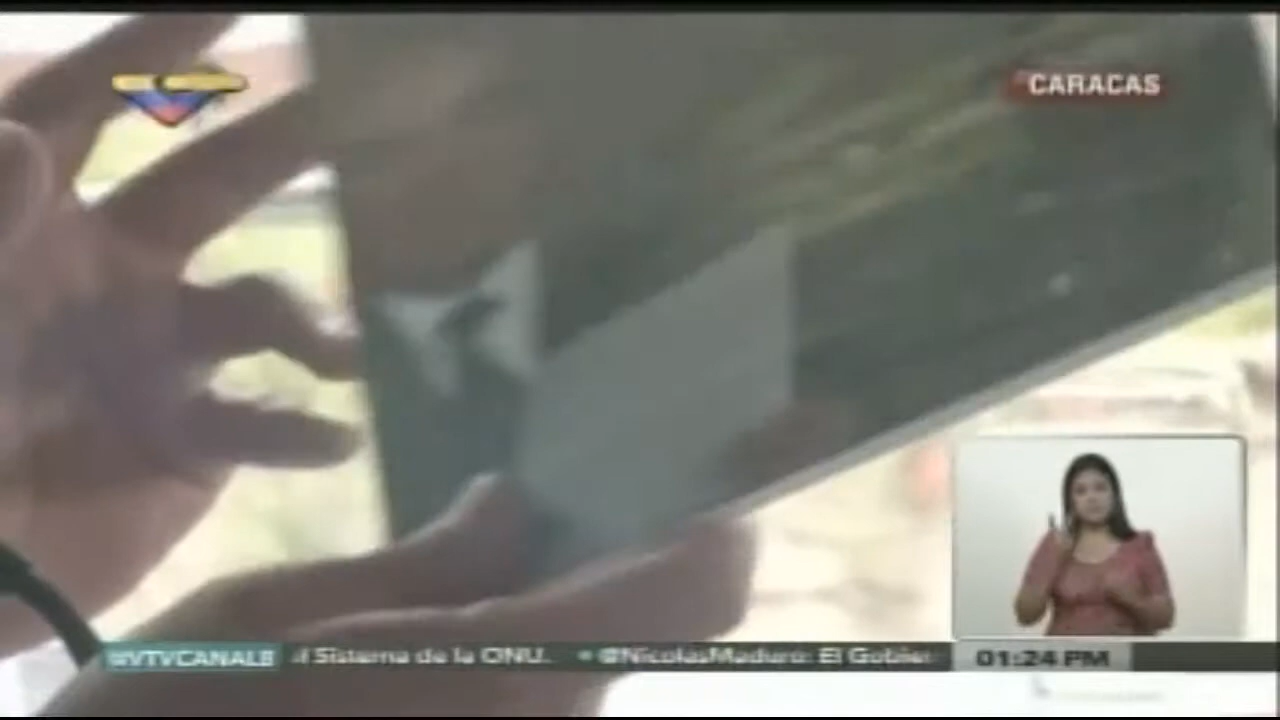 CARACAS
@VTVCANAL8 l Sistema de la ONU. • @NicolasMaduro: El Gobier 01:24 PM